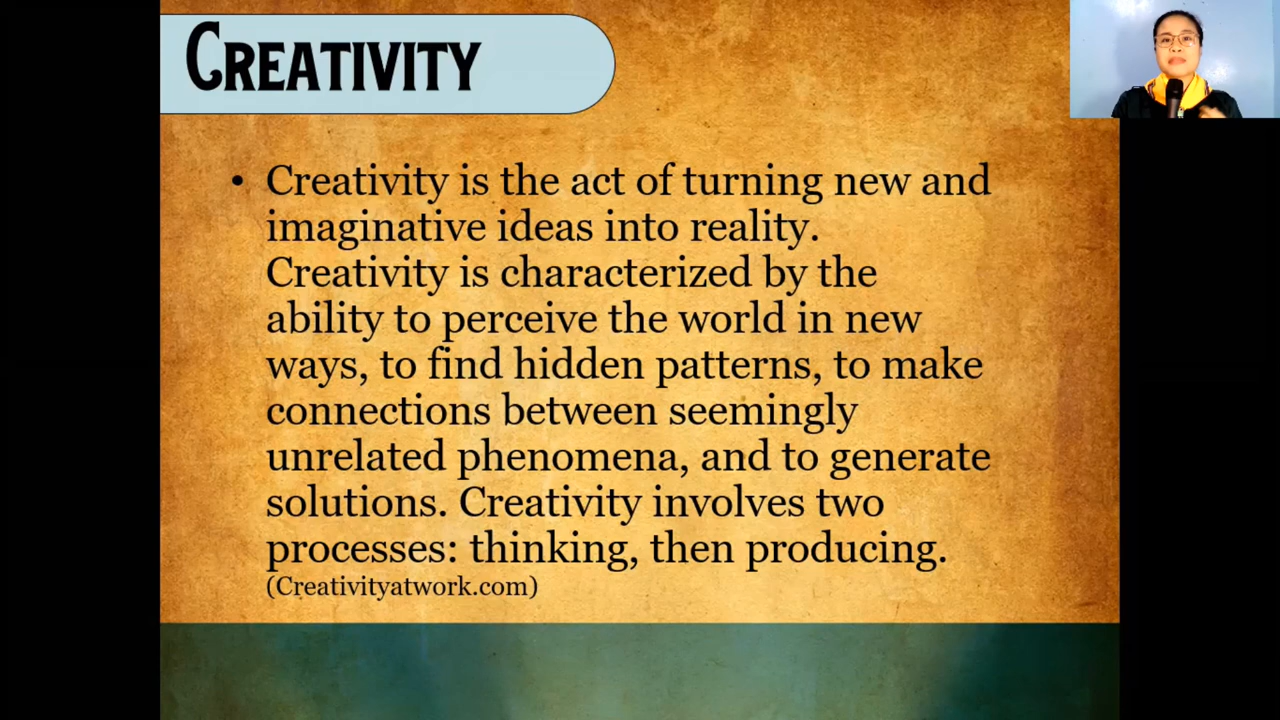 CREATIVITY
• Creativity is the act of turning new and
imaginative ideas into reality.
Creativity is characterized by the
ability to perceive the world in new
ways, to find hidden patterns, to make
connections between seemingly
unrelated phenomena, and to generate
solutions. Creativity involves two
processes: thinking, then producing.
(Creativityatwork.com)